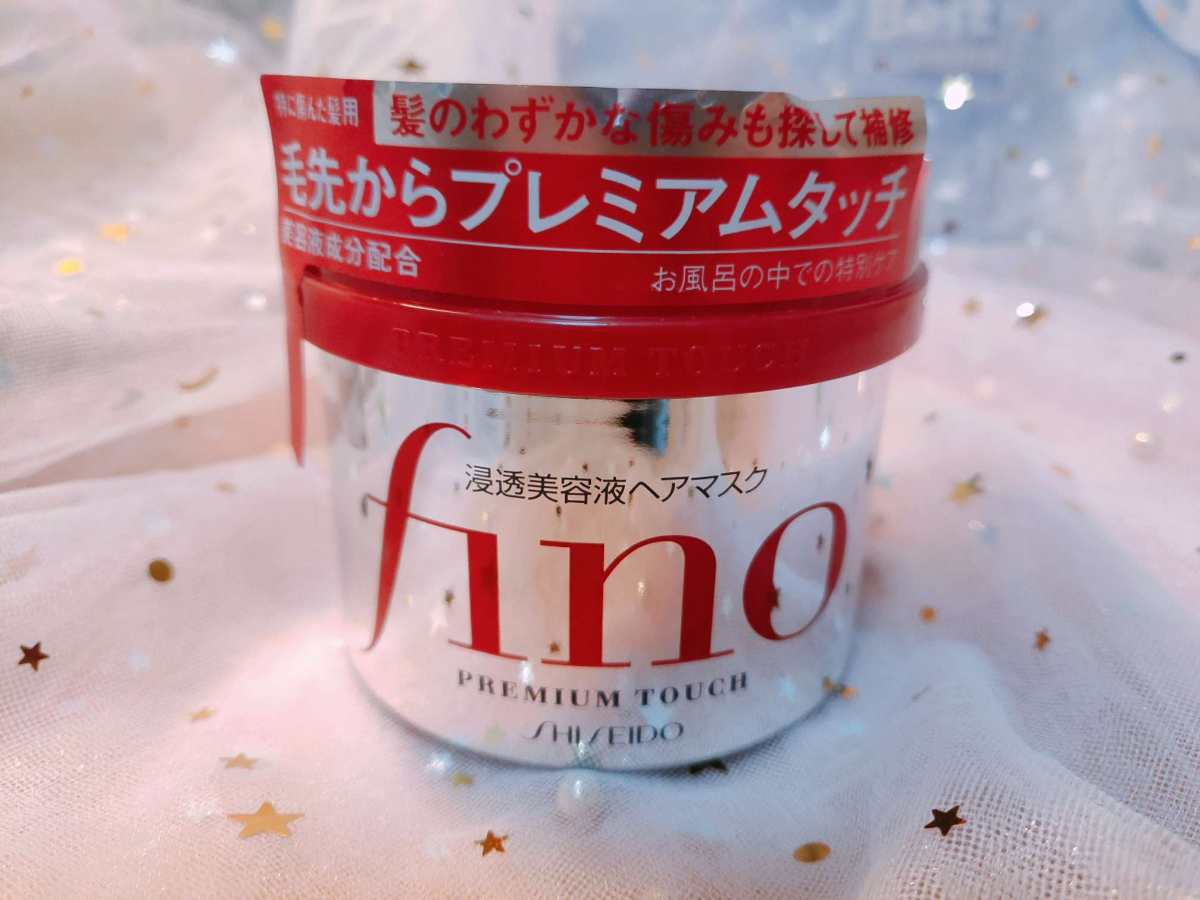 特に傷んだ髪用
髪のわずかな傷みも探して補修
毛先からプレミアムタッチ
美容液成分配合
お風呂の中での特別ケア
PREMIUM TOUCH
浸透美容液ヘアマスク
fino
PREMIUM TOUCH
SHISEIDO